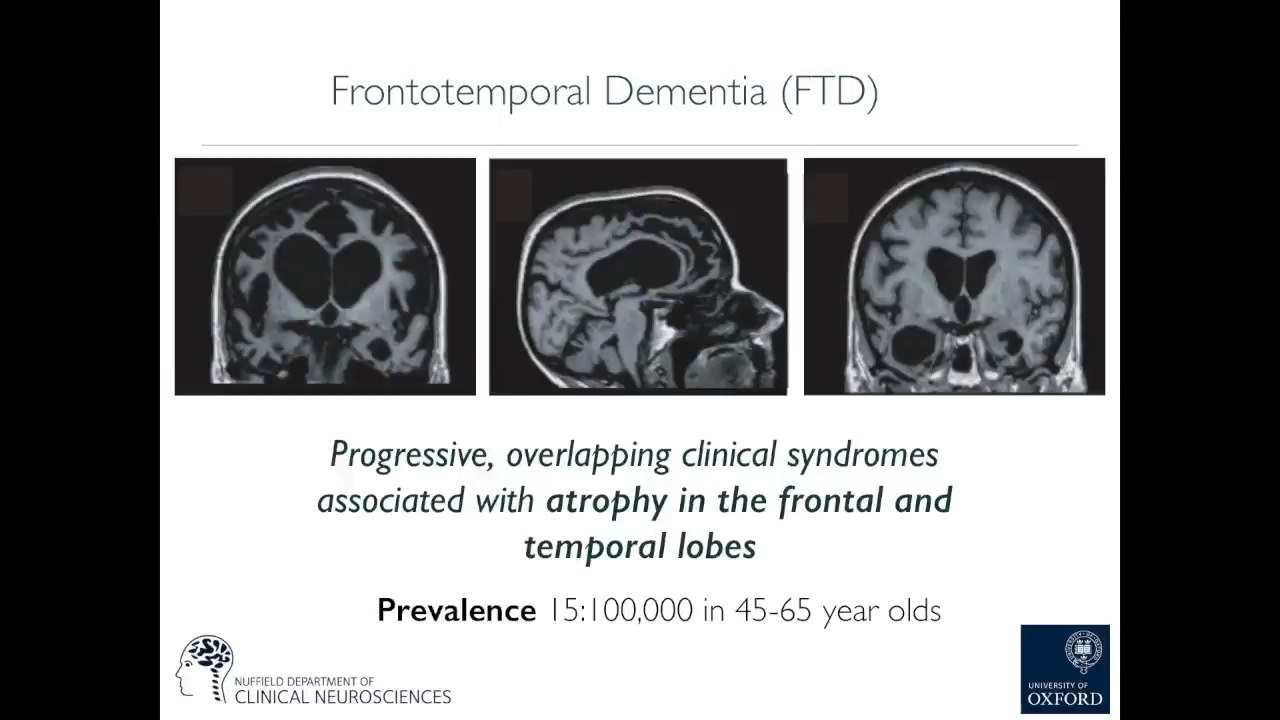 Frontotemporal Dementia (FTD)
Progressive, overlapping clinical syndromes
associated with atrophy in the frontal and
temporal lobes
Prevalence 15:100,000 in 45-65 year olds
NUFFIELD DEPARTMENT OF
CLINICAL NEUROSCIENCES
UNIVERSITY OF
OXFORD